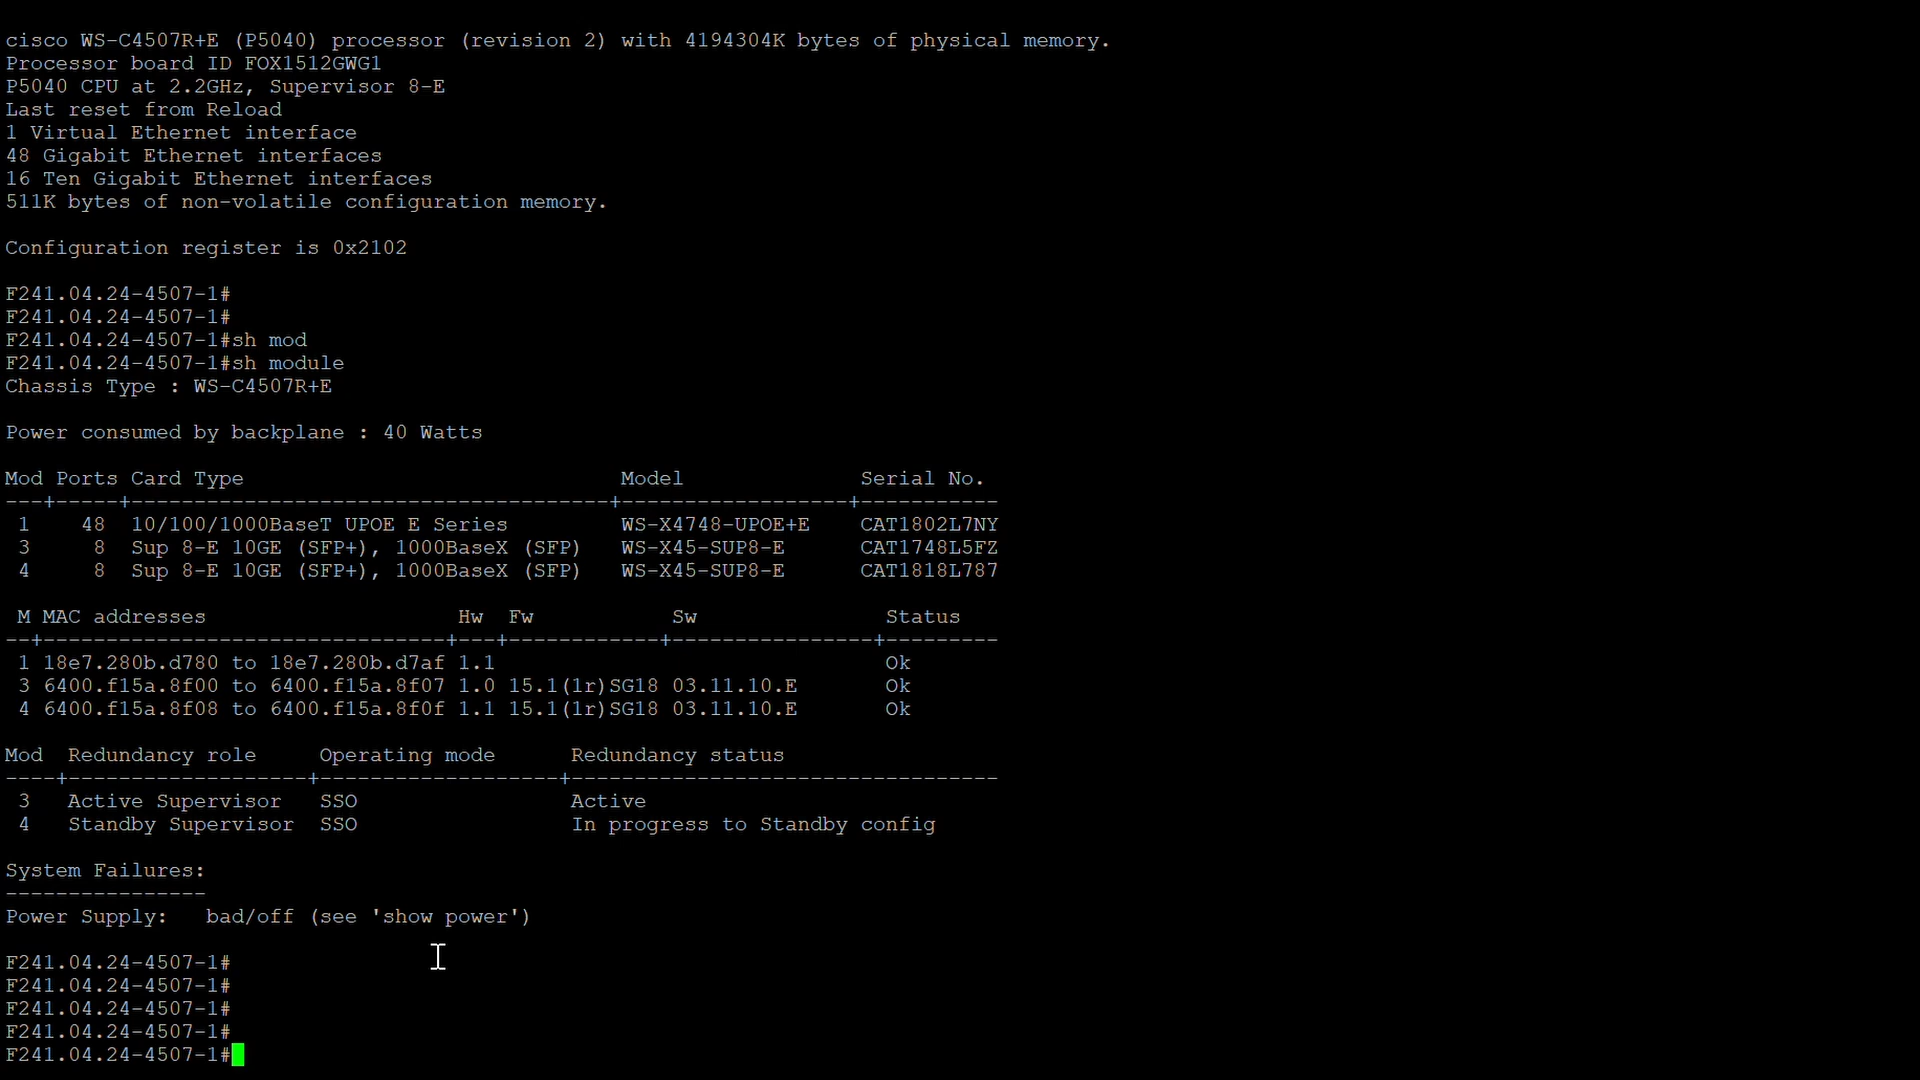 cisco WS-C4507R+E (P5040) processor (revision 2) with 4194304K bytes of physical memory.
Processor board ID FOX1512GWG1
P5040 CPU at 2.2GHz, Supervisor 8-E
Last reset from Reload
1 Virtual Ethernet interface
48 Gigabit Ethernet interfaces
16 Ten Gigabit Ethernet interfaces
511K bytes of non-volatile configuration memory.

Configuration register is 0x2102

F241.04.24-4507-1#
F241.04.24-4507-1#
F241.04.24-4507-1#sh mod
F241.04.24-4507-1#sh module
Chassis Type : WS-C4507R+E

Power consumed by backplane : 40 Watts

Mod Ports Card Type                              Model              Serial No.
---+-----+--------------------------------------+------------------+-----------
 1    48  10/100/1000BaseT UPOE E Series         WS-X4748-UPOE+E    CAT1802L7NY
 3     8  Sup 8-E 10GE (SFP+), 1000BaseX (SFP)   WS-X45-SUP8-E      CAT1748L5FZ
 4     8  Sup 8-E 10GE (SFP+), 1000BaseX (SFP)   WS-X45-SUP8-E      CAT1818L787

 M MAC addresses                    Hw  Fw           Sw               Status
--+--------------------------------+---+------------+----------------+---------
 1 18e7.280b.d780 to 18e7.280b.d7af 1.1                               Ok
 3 6400.f15a.8f00 to 6400.f15a.8f07 1.0 15.1(1r)SG18 03.11.10.E       Ok
 4 6400.f15a.8f08 to 6400.f15a.8f0f 1.1 15.1(1r)SG18 03.11.10.E       Ok

Mod  Redundancy role     Operating mode      Redundancy status
----+-------------------+-------------------+----------------------------------
 3   Active Supervisor   SSO                 Active
 4   Standby Supervisor  SSO                 In progress to Standby config

System Failures:
----------------
Power Supply:   bad/off (see 'show power')

F241.04.24-4507-1#
F241.04.24-4507-1#
F241.04.24-4507-1#
F241.04.24-4507-1#
F241.04.24-4507-1#